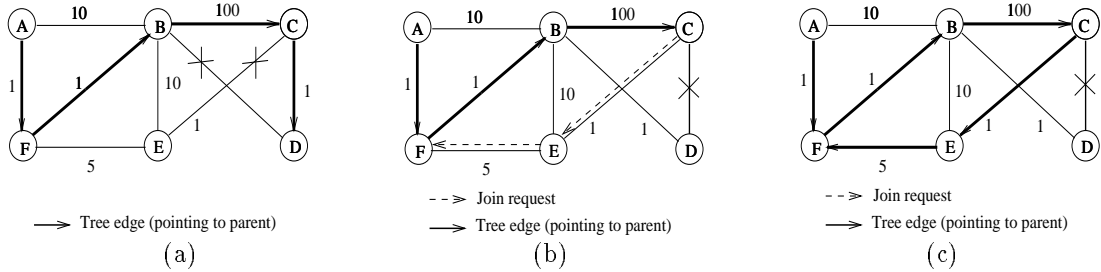 A 10 B 100 C
1 1 10 1
F 5 E 1 D
Tree edge (pointing to parent)
(a)
A 10 B 100 C
1 1 10
F 5 E 1 1 D
Join request
Tree edge (pointing to parent)
(b)
A 10 B 100 C
1 1 10
F 5 E 1 1 D
Join request
Tree edge (pointing to parent)
(c)